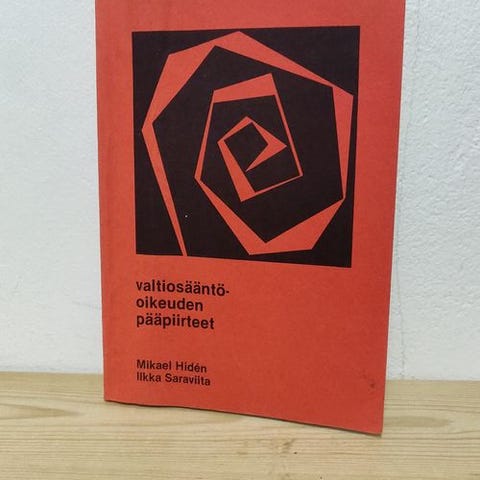 valtiosääntö-
oikeuden
pääpiirteet
Mikael Hidén
Ilkka Saraviita